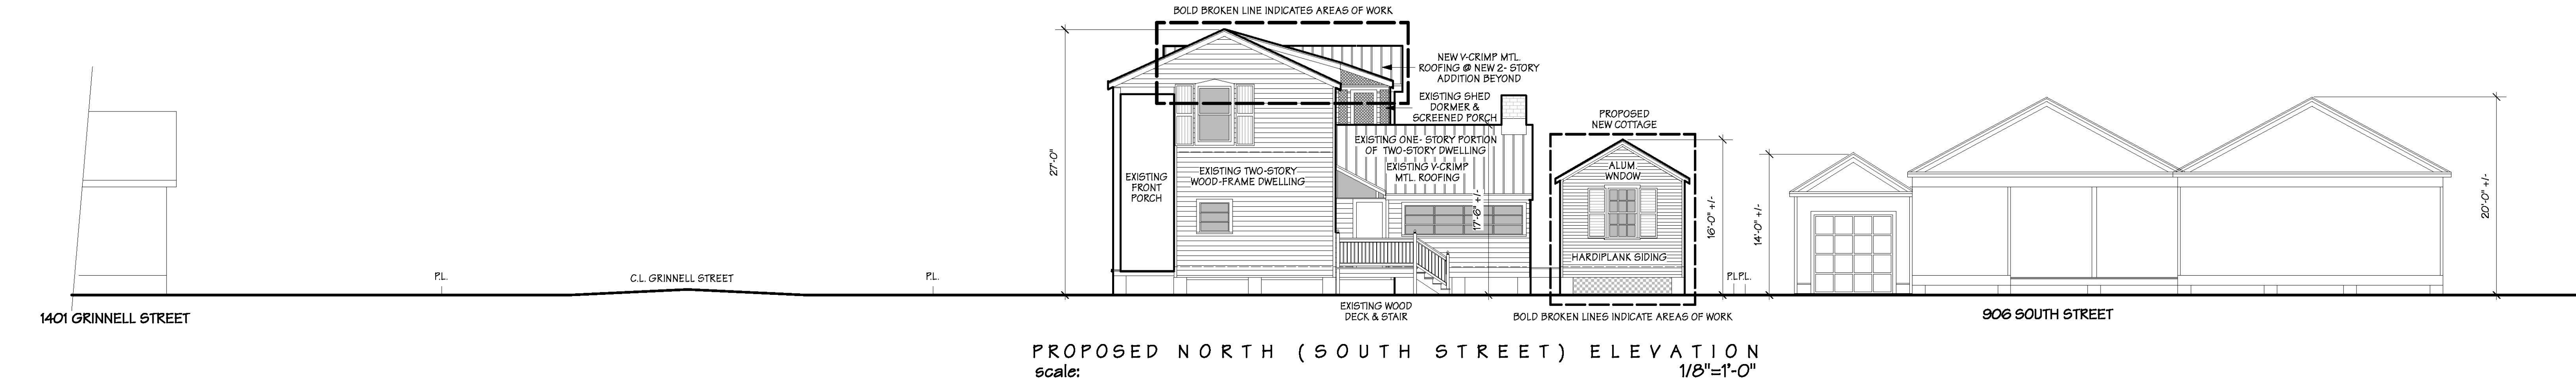 BOLD BROKEN LINE INDICATES AREAS OF WORK
NEW V-CRIMP MTL.
ROOFING @ NEW 2- STORY
ADDITION BEYOND
EXISTING SHED
DORMER &
SCREENED PORCH
PROPOSED
NEW COTTAGE
27'-0"
EXISTING ONE- STORY PORTION
OF TWO-STORY DWELLING
EXISTING V-CRIMP
MTL. ROOFING
EXISTING
FRONT
PORCH
EXISTING TWO-STORY
WOOD-FRAME DWELLING
ALUM
WNDOW
17'-6" +/-
16'-0" +/-
14'-0" +/-
20'-0" +/-
HARDIPLANK SIDING
P.L.
C.L. GRINNELL STREET
P.L.
P.L.
P.L.
EXISTING WOOD
DECK & STAIR
BOLD BROKEN LINES INDICATE AREAS OF WORK
1401 GRINNELL STREET
906 SOUTH STREET
PROPOSED NORTH (SOUTH STREET) ELEVATION
scale: 1/8"=1'-0"